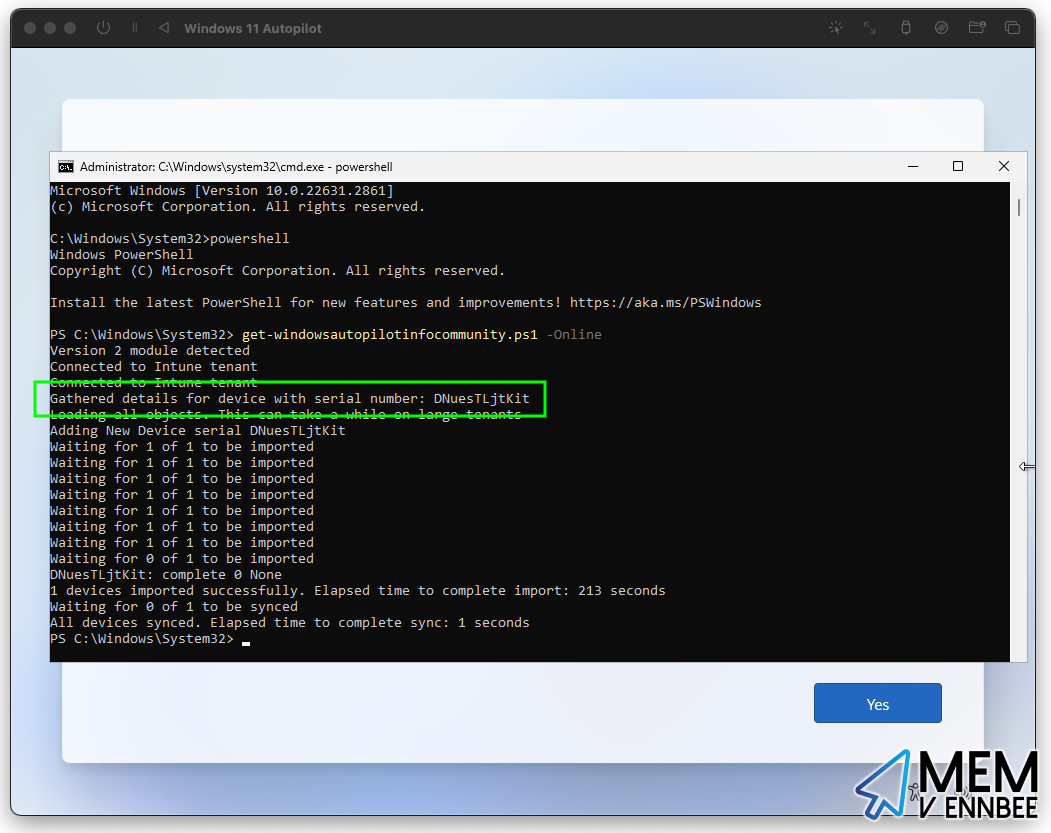 Windows 11 Autopilot
Administrator: C:\Windows\system32\cmd.exe - powershell
Microsoft Windows [Version 10.0.22631.2861]
(c) Microsoft Corporation. All rights reserved.
C:\Windows\System32>powershell
Windows PowerShell
Copyright (C) Microsoft Corporation. All rights reserved.
Install the latest PowerShell for new features and improvements! https://aka.ms/PSWindows
PS C:\Windows\System32> get-windowsautopilotinfocommunity.ps1 -Online
Version 2 module detected
Connected to Intune tenant
Connected to Intune tenant
Gathered details for device with serial number: DNuesTLjtKit
Loading all objects. This can take a while on large tenants
Adding New Device serial DNuesTLjtKit
Waiting for 1 of 1 to be imported
Waiting for 1 of 1 to be imported
Waiting for 1 of 1 to be imported
Waiting for 1 of 1 to be imported
Waiting for 1 of 1 to be imported
Waiting for 1 of 1 to be imported
Waiting for 1 of 1 to be imported
Waiting for 0 of 1 to be imported
DNuesTLjtKit: complete 0 None
1 devices imported successfully. Elapsed time to complete import: 213 seconds
Waiting for 0 of 1 to be synced
All devices synced. Elapsed time to complete sync: 1 seconds
PS C:\Windows\System32>
Yes
MEM
V ENNBEE